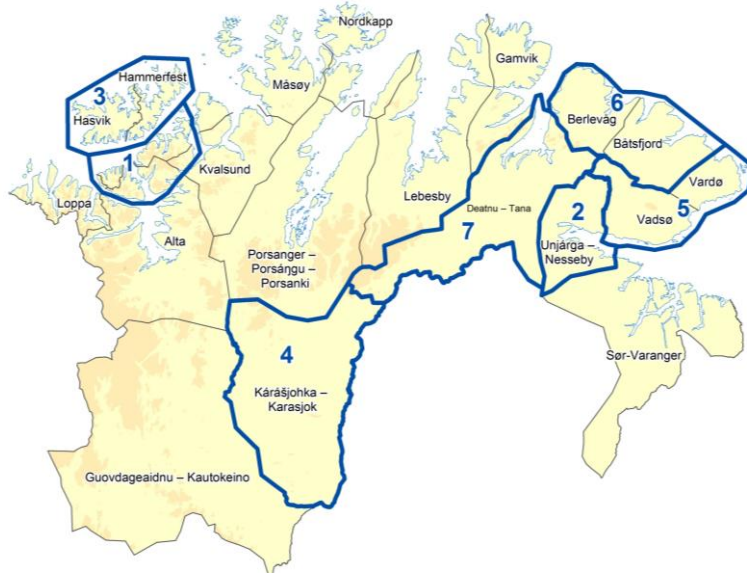 Nordkapp
Gamvik
Hammerfest
3
Måsøy
6
Hasvik
Berlevåg
Båtsfjord
1
Kvalsund
Vardø
Loppa
Lebesby
Deatnu – Tana
2
5
Vadsø
7
Alta
Unjárga –
Nesseby
Porsanger –
Porsáŋgu –
Porsanki
4
Sør-Varanger
Kárášjohka –
Karasjok
Guovdageaidnu – Kautokeino